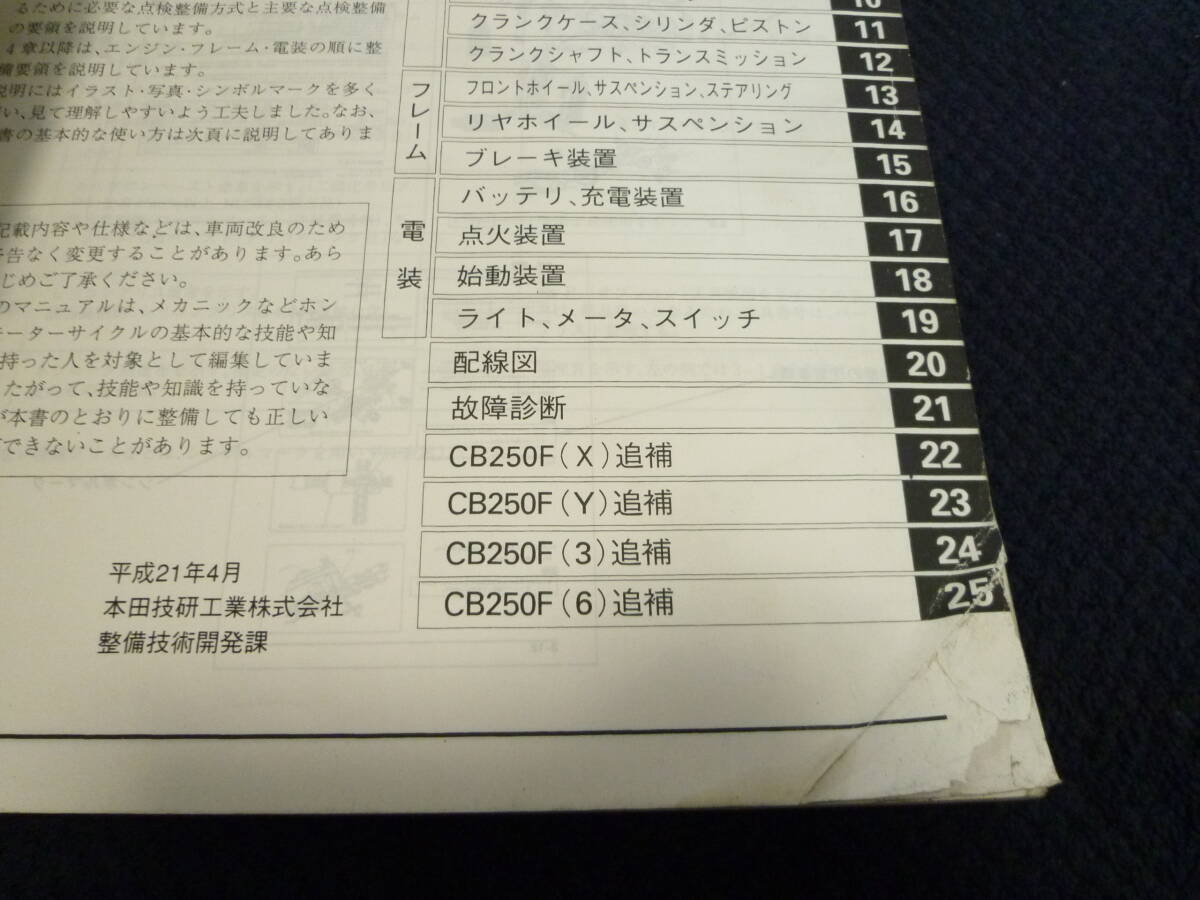 るために必要な点検整備方式と主要な点検整備
の要領を説明しています。
4章以降は、エンジン・フレーム・電装の順に整
備要領を説明しています。
説明にはイラスト・写真・シンボルマークを多く
い、見て理解しやすいよう工夫しました。なお、
書の基本的な使い方は次頁に説明してありま
記載内容や仕様などは、車両改良のため
予告なく変更することがあります。あら
じめご了承ください。
のマニュアルは、メカニックなどホン
モーターサイクルの基本的な技能や知
持った人を対象として編集していま
たがって、技能や知識を持っていな
が本書のとおりに整備しても正しい
できないことがあります。
平成21年4月
本田技研工業株式会社
整備技術開発課
10
クランクケース、シリンダ、ピストン 11
クランクシャフト、トランスミッション 12
フレーム
フロントホイール、サスペンション、ステアリング 13
リヤホイール、サスペンション 14
ブレーキ装置 15
電装
バッテリ、充電装置 16
点火装置 17
始動装置 18
ライト、メータ、スイッチ 19
配線図 20
故障診断 21
CB250F(X)追補 22
CB250F(Y)追補 23
CB250F(3)追補 24
CB250F(6)追補 25